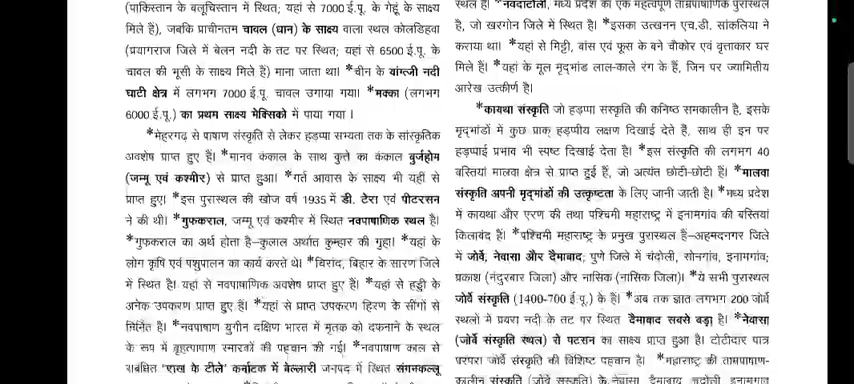 (पाकिस्तान के बलूचिस्तान में स्थित; यहां से 7000 ई.पू. के गेहूं के साक्ष्य
मिले हैं), जबकि प्राचीनतम चावल (धान) के साक्ष्य वाला स्थल कोलडिहवा
(प्रयागराज जिले में बेलन नदी के तट पर स्थित; यहां से 6500 ई.पू. के
चावल की भूसी के साक्ष्य मिले हैं) माना जाता था। *चीन के यांग्त्जी नदी
घाटी क्षेत्र में लगभग 7000 ई.पू. चावल उगाया गया। *मक्का (लगभग
6000 ई.पू.) का प्रथम साक्ष्य मेक्सिको में पाया गया।
*मेहरगढ़ से पाषाण संस्कृति से लेकर हड़प्पा सभ्यता तक के सांस्कृतिक
अवशेष प्राप्त हुए हैं। *मानव कंकाल के साथ कुत्ते का कंकाल बुर्जहोम
(जम्मू एवं कश्मीर) से प्राप्त हुआ। *गर्त आवास के साक्ष्य भी यहीं से
प्राप्त हुए। *इस पुरास्थल की खोज वर्ष 1935 में डी. टेरा एवं पीटरसन
ने की थी। *गुफकराल, जम्मू एवं कश्मीर में स्थित नवपाषाणिक स्थल है।
*गुफकराल का अर्थ होता है–कुलाल अर्थात कुम्हार की गुहा। *यहां के
लोग कृषि एवं पशुपालन का कार्य करते थे। *चिरांद, बिहार के सारण जिले
में स्थित है। यहां से नवपाषाणिक अवशेष प्राप्त हुए हैं। *यहां से हड्डी के
अनेक उपकरण प्राप्त हुए हैं। *यहां से प्राप्त उपकरण हिरण के सींगों से
निर्मित हैं। *नवपाषाण युगीन दक्षिण भारत में मृतक को दफनाने के स्थल
के रूप में वृहत्पाषाण स्मारकों की पहचान की गई। *नवपाषाण काल से
संबंधित 'राख के टीले' कर्नाटक में बेल्लारी जनपद में स्थित संगनकल्लू
स्थल है। *नवदाटोली, मध्य प्रदेश का एक महत्वपूर्ण ताम्रपाषाणिक पुरास्थल
है, जो खरगोन जिले में स्थित है। *इसका उत्खनन एच.डी. सांकलिया ने
कराया था। *यहां से मिट्टी, बांस एवं फूस के बने चौकोर एवं वृत्ताकार घर
मिले हैं। *यहां के मूल मृद्भांड लाल-काले रंग के हैं, जिन पर ज्यामितीय
आरेख उत्कीर्ण हैं।
*कायथा संस्कृति जो हड़प्पा संस्कृति की कनिष्ठ समकालीन है, इसके
मृद्भांडों में कुछ प्राक् हड़प्पीय लक्षण दिखाई देते हैं, साथ ही इन पर
हड़प्पाई प्रभाव भी स्पष्ट दिखाई देता है। *इस संस्कृति की लगभग 40
बस्तियां मालवा क्षेत्र से प्राप्त हुई हैं, जो अत्यंत छोटी-छोटी हैं। *मालवा
संस्कृति अपनी मृद्भांडों की उत्कृष्टता के लिए जानी जाती है। *मध्य प्रदेश
में कायथा और एरण की तथा पश्चिमी महाराष्ट्र में इनामगांव की बस्तियां
किलाबंद हैं। *पश्चिमी महाराष्ट्र के प्रमुख पुरास्थल हैं–अहमदनगर जिले
में जोर्वे, नेवासा और दैमाबाद; पुणे जिले में चंदोली, सोनगांव, इनामगांव;
प्रकाश (नंदुरबार जिला) और नासिक (नासिक जिला)। *ये सभी पुरास्थल
जोर्वे संस्कृति (1400-700 ई.पू.) के हैं। *अब तक ज्ञात लगभग 200 जोर्वे
स्थलों में प्रवरा नदी के तट पर स्थित दैमाबाद सबसे बड़ा है। *नेवासा
(जोर्वे संस्कृति स्थल) से पटसन का साक्ष्य प्राप्त हुआ है। टोंटीदार पात्र
परंपरा जोर्वे संस्कृति की विशिष्ट पहचान है। *महाराष्ट्र की ताम्रपाषाण-
कालीन संस्कृति (जोर्वे संस्कृति) के नेवासा, दैमाबाद, चंदोली, इनामगांव